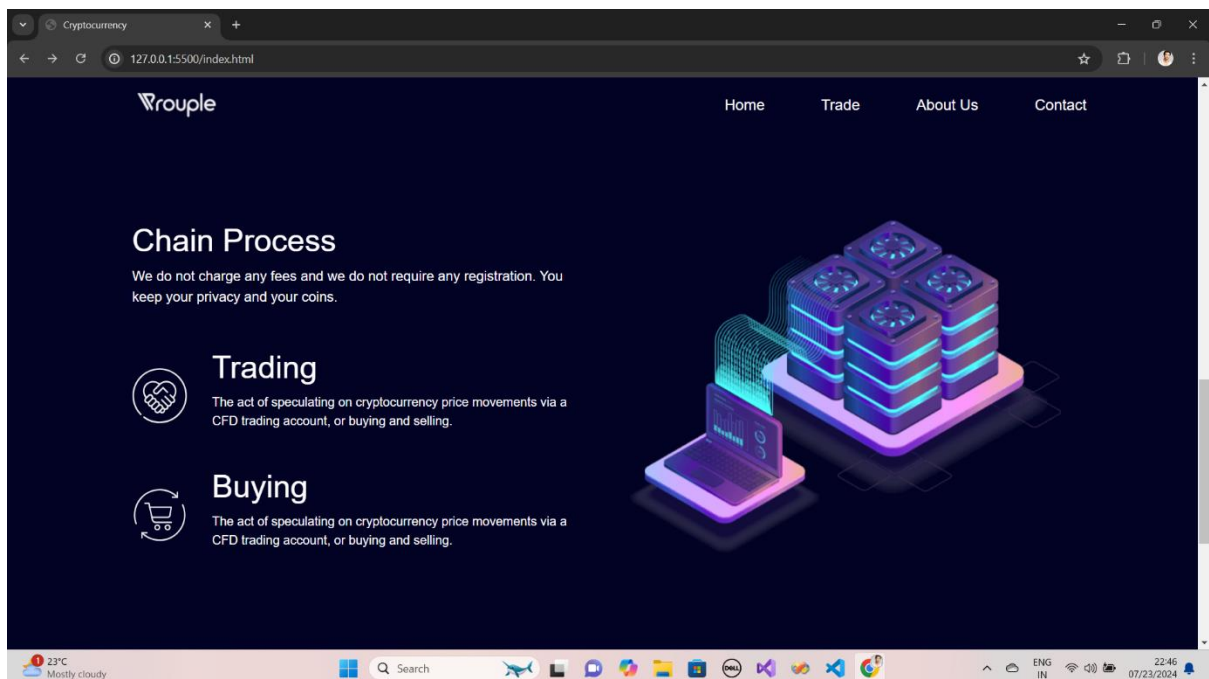 Cryptocurrency
127.0.0.1:5500/index.html
Wrouple
Home Trade About Us Contact
Chain Process
We do not charge any fees and we do not require any registration. You
keep your privacy and your coins.
Trading
The act of speculating on cryptocurrency price movements via a
CFD trading account, or buying and selling.
Buying
The act of speculating on cryptocurrency price movements via a
CFD trading account, or buying and selling.
1
23°C
Mostly cloudy
Search
DELL
ENG
IN
22:46
07/23/2024